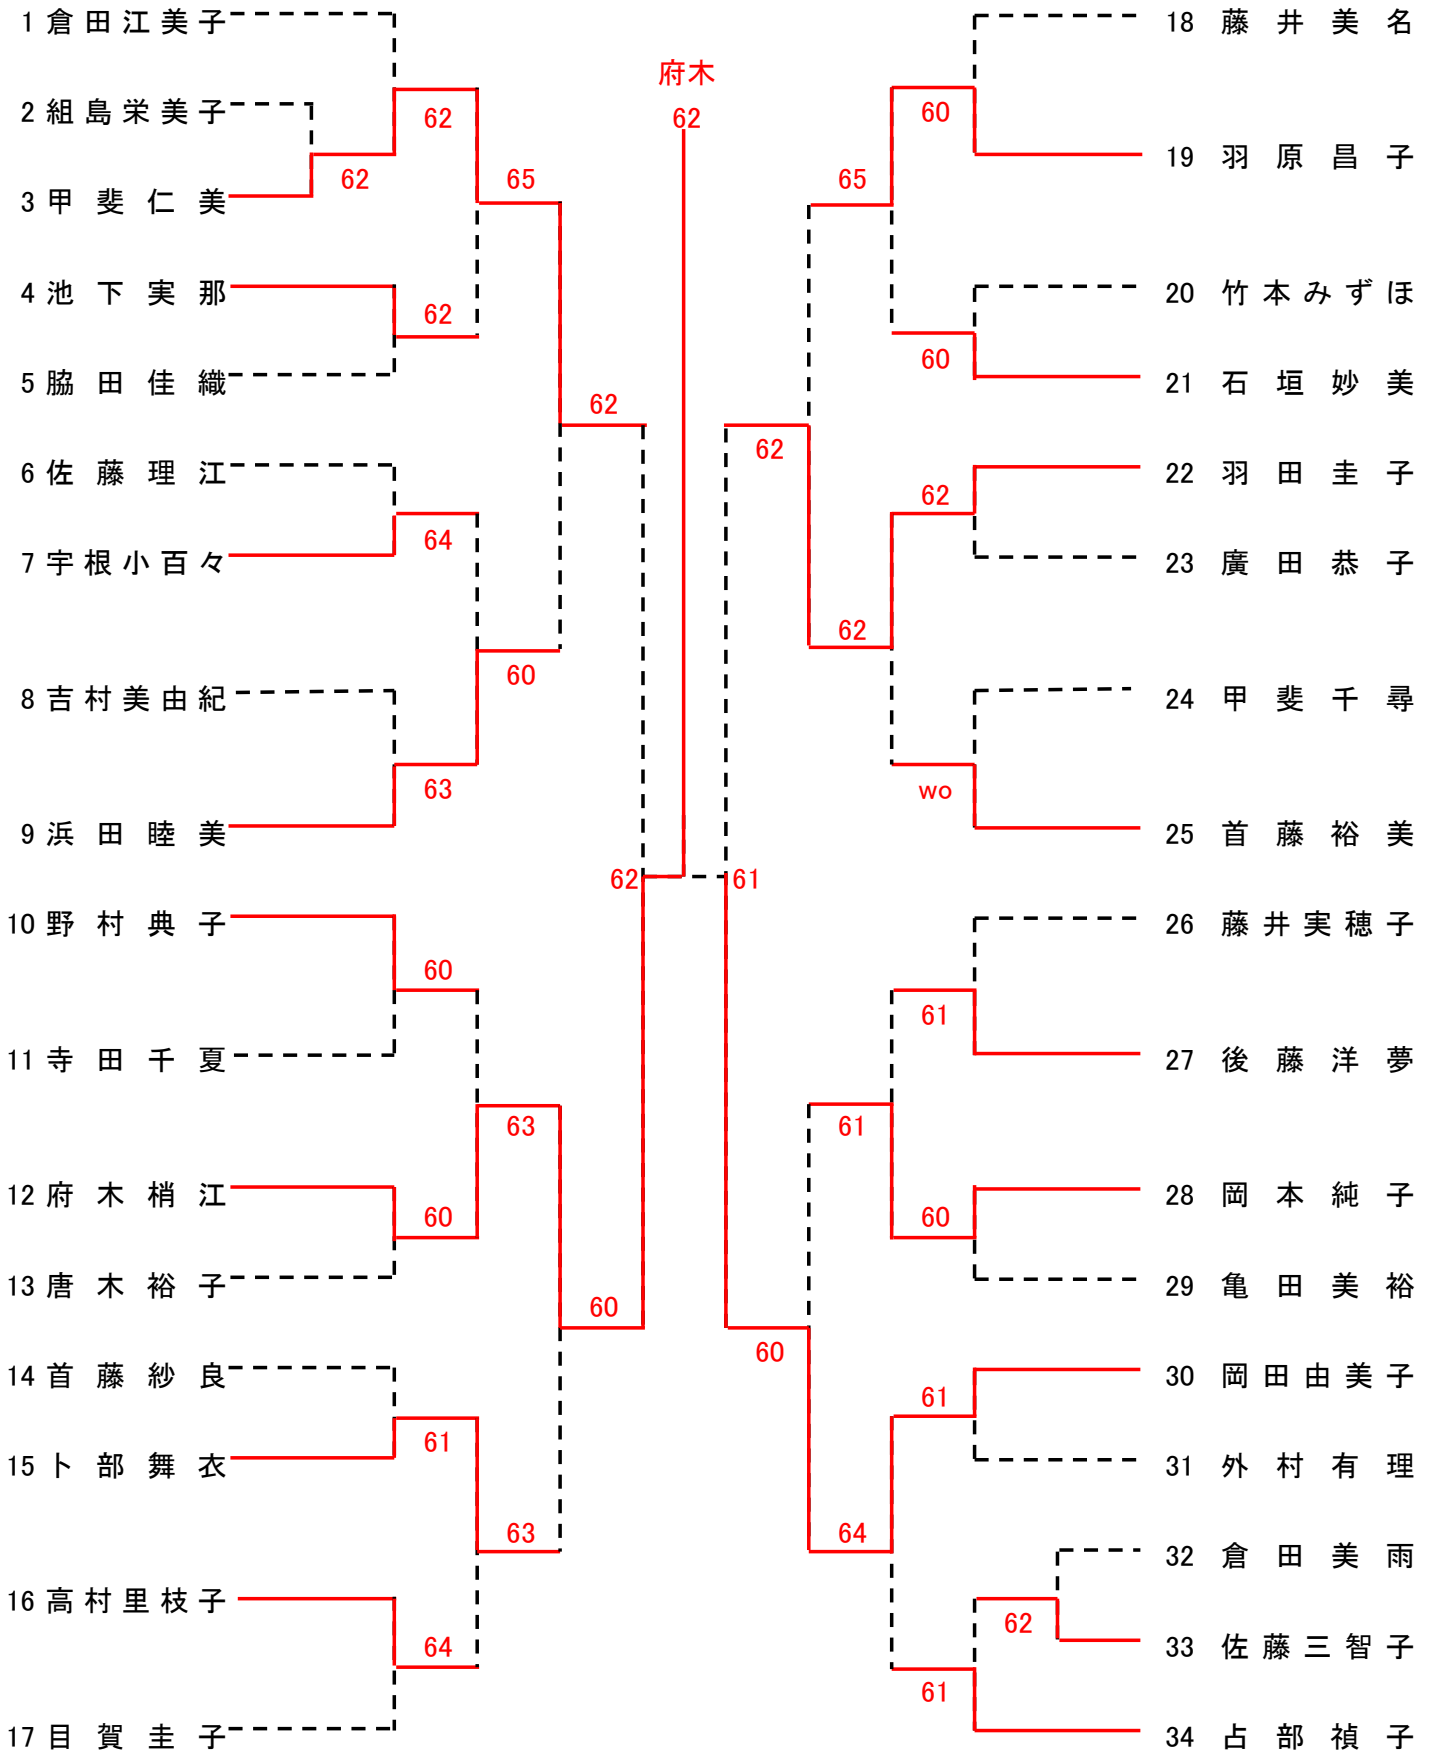 府木
62
1 倉田江美子
2 組島栄美子
62
3 甲斐仁美
62
65
4 池下実那
62
5 脇田佳織
62
6 佐藤理江
64
7 宇根小百々
60
8 吉村美由紀
63
9 浜田睦美
62
10 野村典子
60
11 寺田千夏
63
12 府木梢江
60
13 唐木裕子
60
14 首藤紗良
61
15 卜部舞衣
63
16 高村里枝子
64
17 目賀圭子
18 藤井美名
60
19 羽原昌子
65
20 竹本みずほ
60
21 石垣妙美
62
22 羽田圭子
62
23 廣田恭子
62
24 甲斐千尋
wo
25 首藤裕美
61
26 藤井実穂子
61
27 後藤洋夢
61
28 岡本純子
60
29 亀田美裕
60
30 岡田由美子
61
31 外村有理
64
32 倉田美雨
62
33 佐藤三智子
61
34 占部禎子